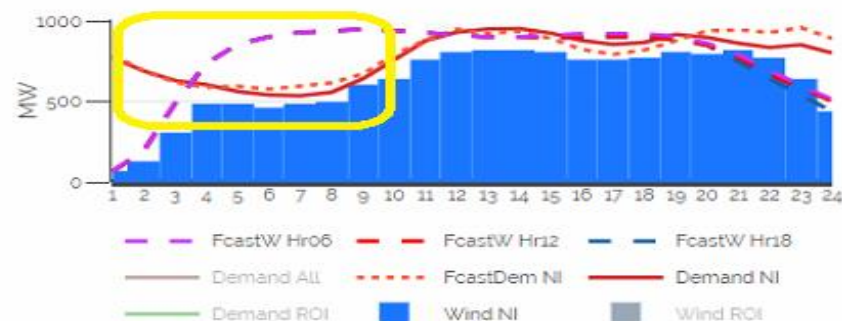 1000
MW
500
0
1 2 3 4 5 6 7 8 9 10 11 12 13 14 15 16 17 18 19 20 21 22 23 24
FcastW Hr06 FcastW Hr12 FcastW Hr18
Demand All FcastDem NI Demand NI
Demand ROI Wind NI Wind ROI